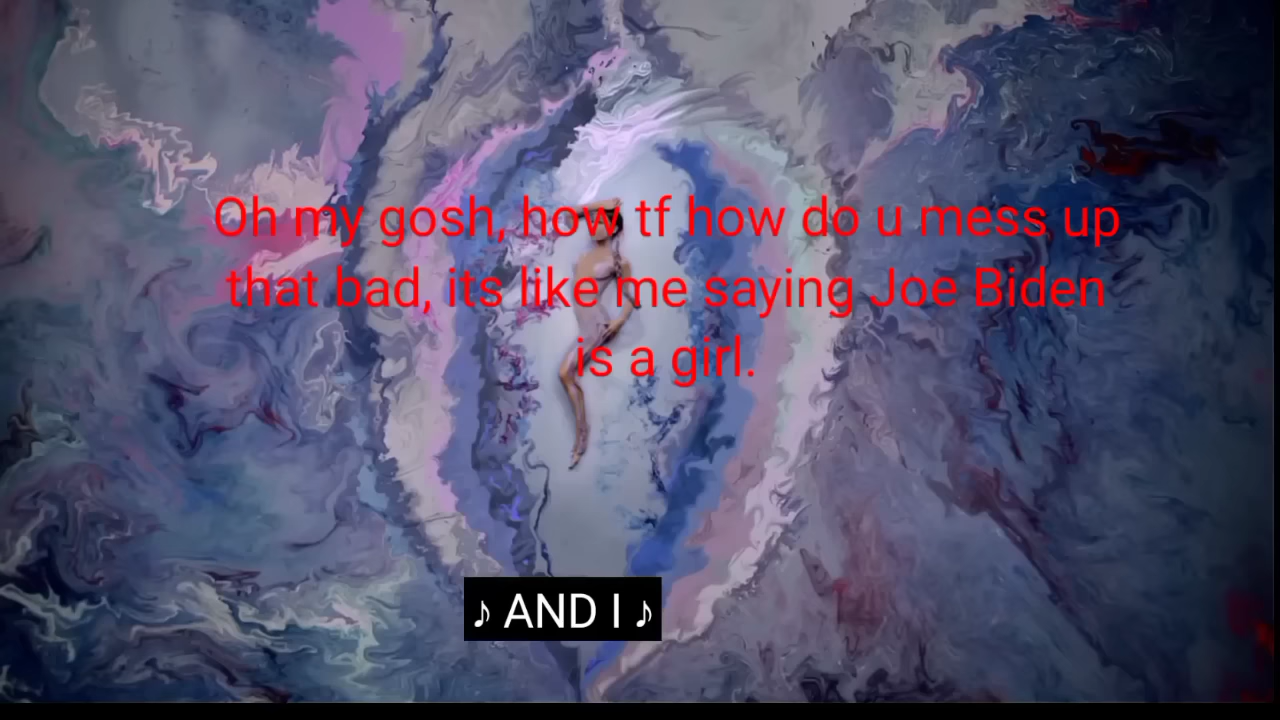 Oh my gosh, how tf how do u mess up
that bad, its like me saying Joe Biden
is a girl.
♪ AND I ♪